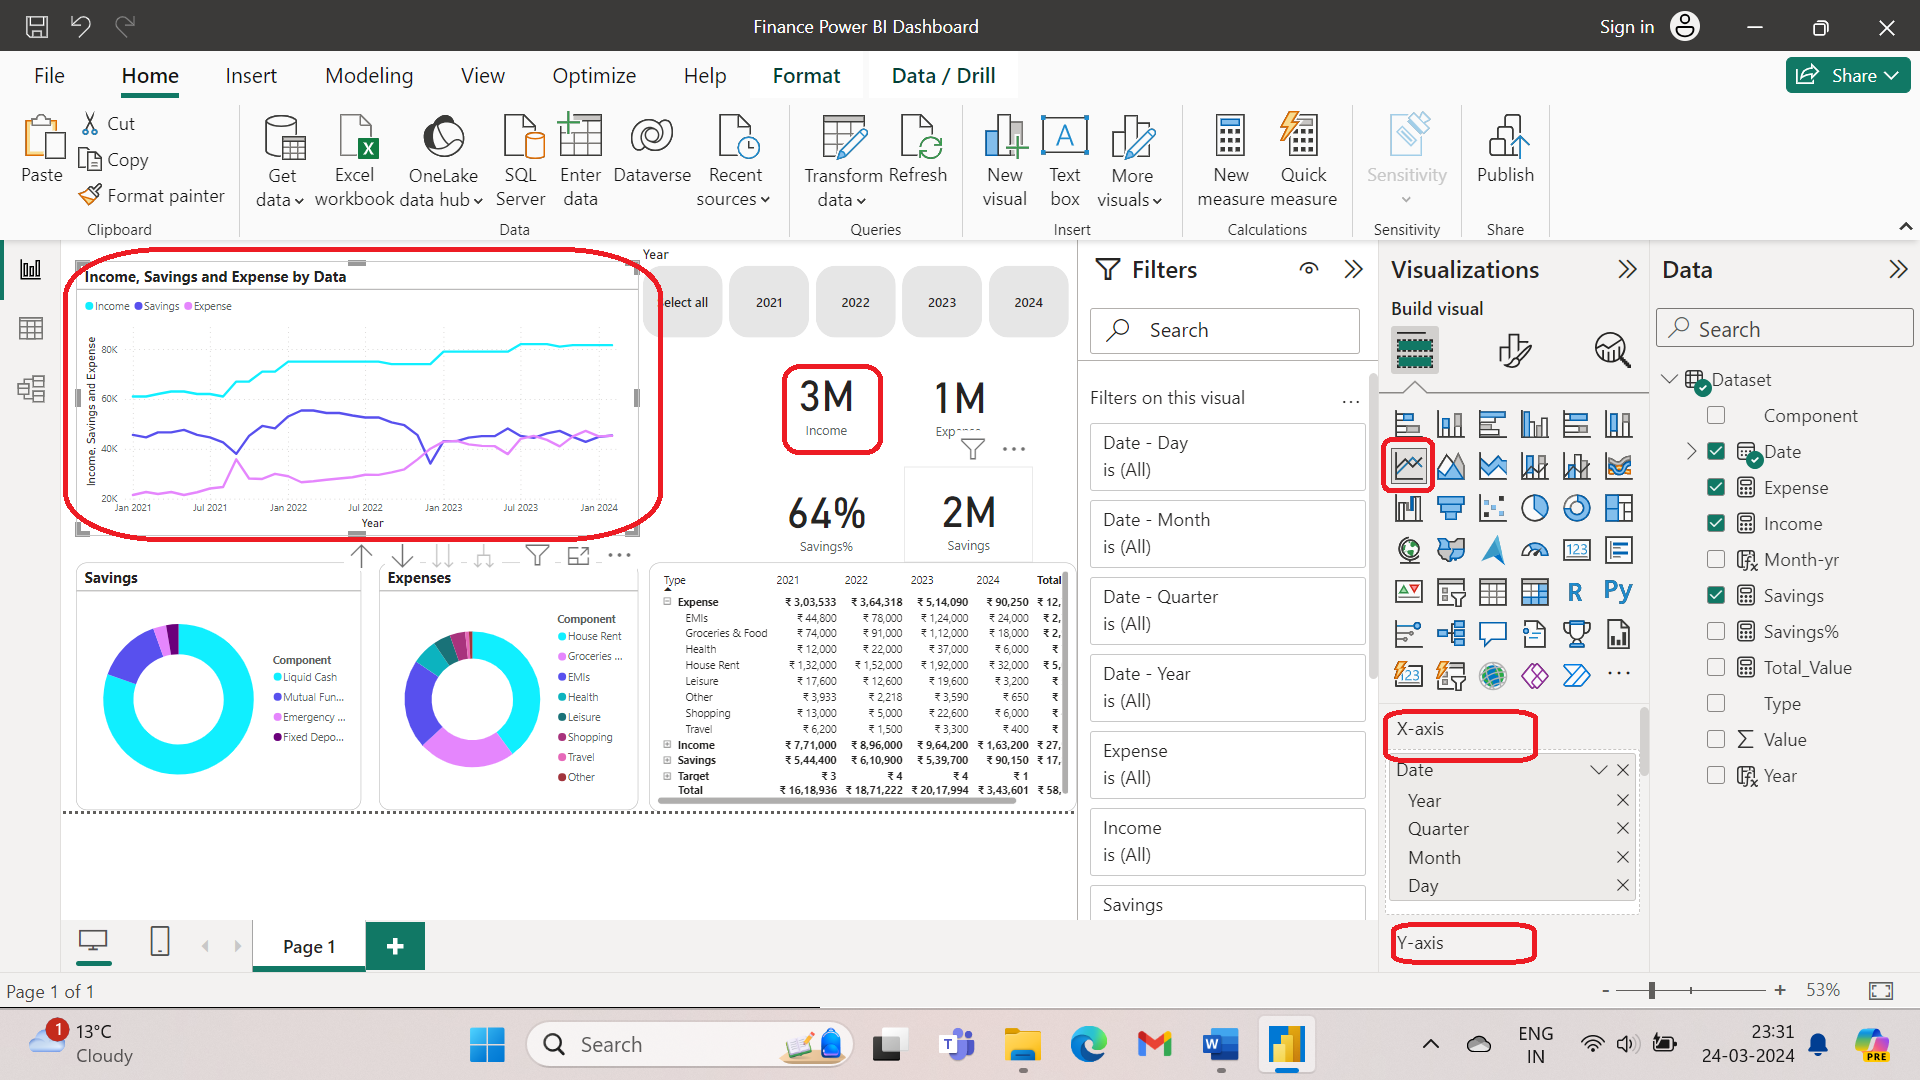 Finance Power BI Dashboard
Sign in
File Home Insert Modeling View Optimize Help Format Data / Drill
Share
Paste
Cut
Copy
Format painter
Get data
Excel workbook
OneLake data hub
SQL Server
Enter data
Dataverse
Recent sources
Transform data
Refresh
New visual
Text box
More visuals
New measure
Quick measure
Sensitivity
Publish
Clipboard Data Queries Insert Calculations Sensitivity Share
Income, Savings and Expense by Data
Income Savings Expense
Income, Savings and Expense
80K
60K
40K
20K
Jan 2021 Jul 2021 Jan 2022 Jul 2022 Jan 2023 Jul 2023 Jan 2024
Year
Year
elect all 2021 2022 2023 2024
3M
Income
1M
64%
Savings%
2M
Savings
Savings
Component
Liquid Cash
Mutual Fun...
Emergency ...
Fixed Depo...
Expenses
Component
House Rent
Groceries ...
EMIs
Health
Leisure
Shopping
Travel
Other
Type 2021 2022 2023 2024 Total
Expense ₹ 3,03,533 ₹ 3,64,318 ₹ 5,14,090 ₹ 90,250 ₹ 12,
EMIs ₹ 44,800 ₹ 78,000 ₹ 1,24,000 ₹ 24,000 ₹ 2,
Groceries & Food ₹ 74,000 ₹ 91,000 ₹ 1,12,000 ₹ 18,000 ₹ 2,
Health ₹ 12,000 ₹ 22,000 ₹ 37,000 ₹ 6,000 ₹
House Rent ₹ 1,32,000 ₹ 1,52,000 ₹ 1,92,000 ₹ 32,000 ₹ 5,
Leisure ₹ 17,600 ₹ 12,600 ₹ 19,600 ₹ 3,200 ₹
Other ₹ 3,933 ₹ 2,218 ₹ 3,590 ₹ 650 ₹
Shopping ₹ 13,000 ₹ 5,000 ₹ 22,600 ₹ 6,000 ₹
Travel ₹ 6,200 ₹ 1,500 ₹ 3,300 ₹ 400 ₹
Income ₹ 7,71,000 ₹ 8,96,000 ₹ 9,64,200 ₹ 1,63,200 ₹ 27,
Savings ₹ 5,44,400 ₹ 6,10,900 ₹ 5,39,700 ₹ 90,150 ₹ 17,
Target ₹ 3 ₹ 4 ₹ 4 ₹ 1
Total ₹ 16,18,936 ₹ 18,71,222 ₹ 20,17,994 ₹ 3,43,601 ₹ 58,
Filters
Search
Filters on this visual ...
Date - Day
is (All)
Date - Month
is (All)
Date - Quarter
is (All)
Date - Year
is (All)
Expense
is (All)
Income
is (All)
Savings
Visualizations
Build visual
123
R
Py
123
...
X-axis
Date
Year
Quarter
Month
Day
Y-axis
Data
Search
Dataset
Component
Date
Expense
Income
Month-yr
Savings
Savings%
Total_Value
Type
Value
Year
Page 1
Page 1 of 1
- + 53%
1
13°C
Cloudy
Search
ENG
IN
23:31
24-03-2024
PRE